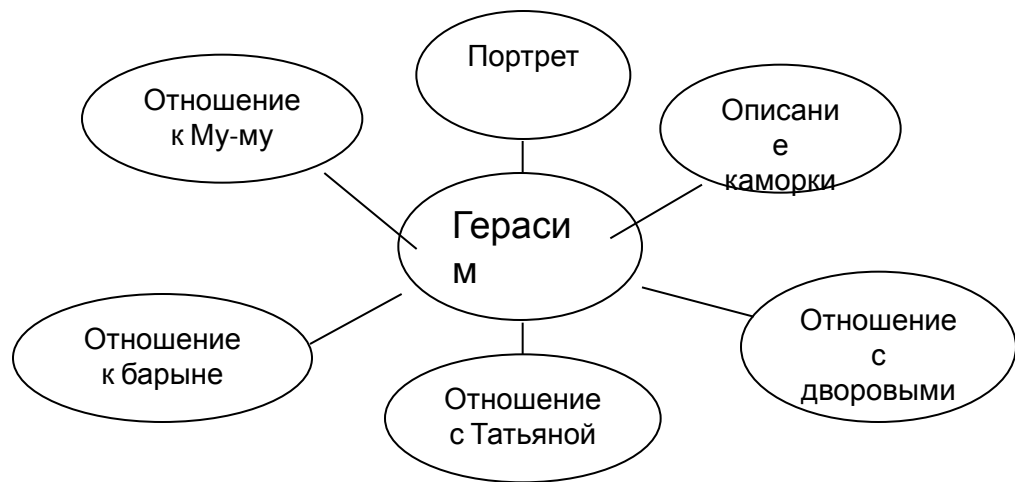 Портрет
Отношение
к Му-му
Описани
е
каморки
Гераси
м
Отношение
к барыне
Отношение
с Татьяной
Отношение
с
дворовыми